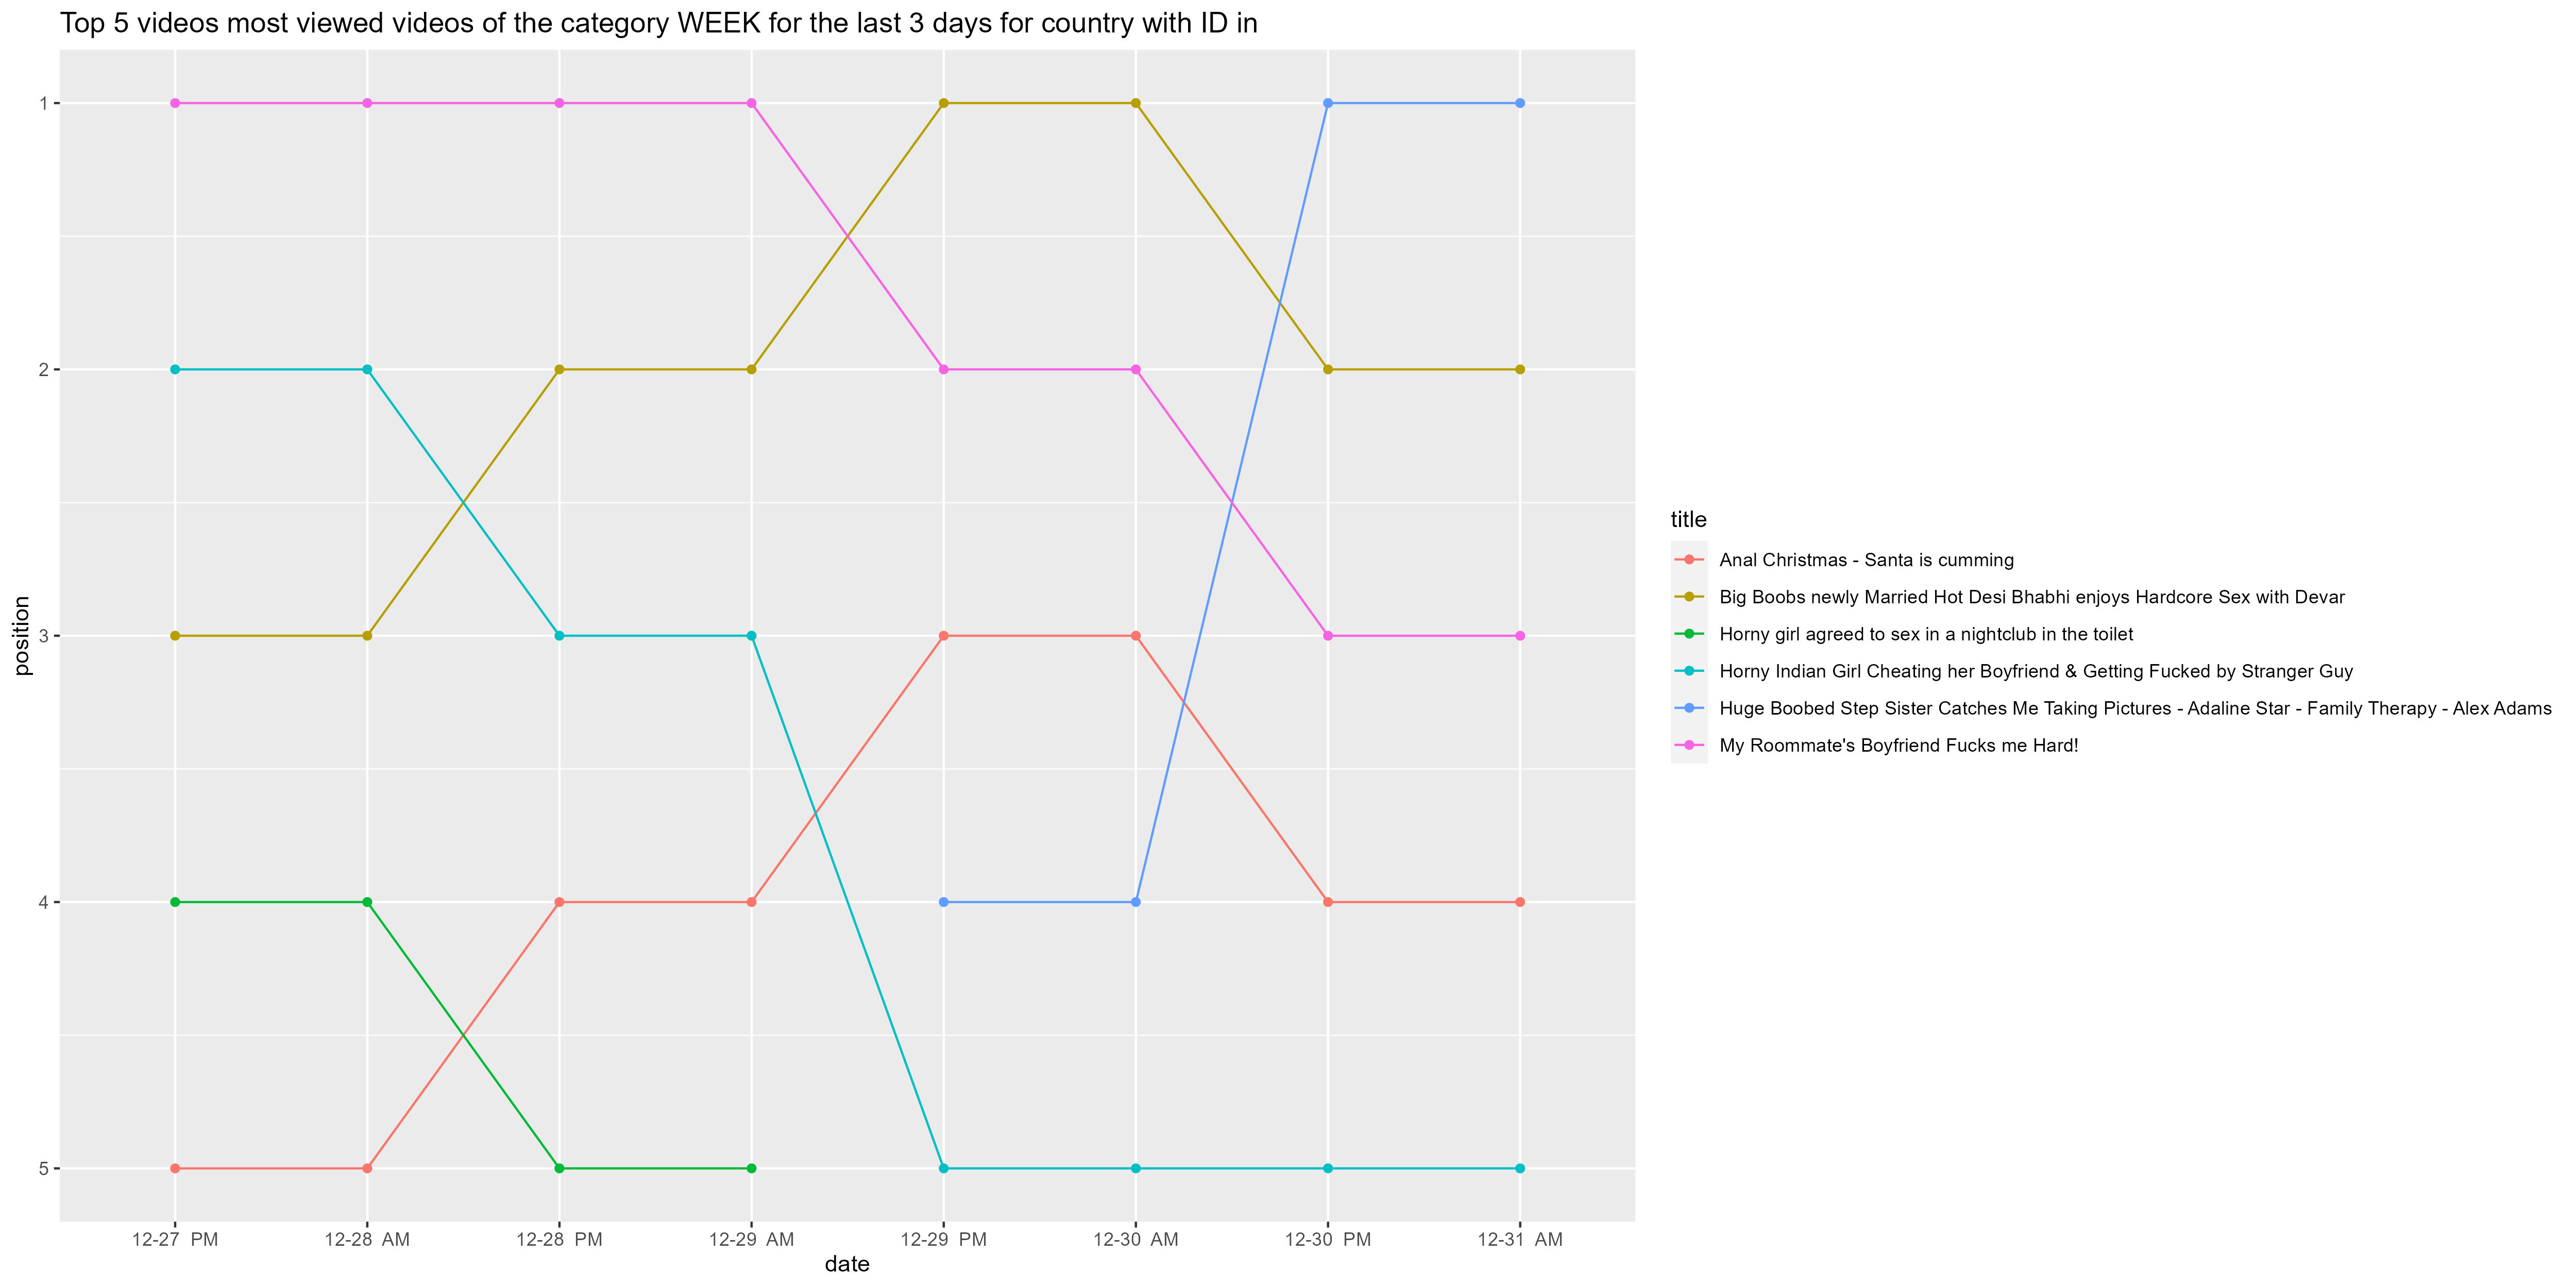 Top 5 videos most viewed videos of the category WEEK for the last 3 days for country with ID in
1
2
3
4
5
position
12-27 PM
12-28 AM
12-28 PM
12-29 AM
12-29 PM
12-30 AM
12-30 PM
12-31 AM
date
title
Anal Christmas - Santa is cumming
Big Boobs newly Married Hot Desi Bhabhi enjoys Hardcore Sex with Devar
Horny girl agreed to sex in a nightclub in the toilet
Horny Indian Girl Cheating her Boyfriend & Getting Fucked by Stranger Guy
Huge Boobed Step Sister Catches Me Taking Pictures - Adaline Star - Family Therapy - Alex Adams
My Roommate's Boyfriend Fucks me Hard!